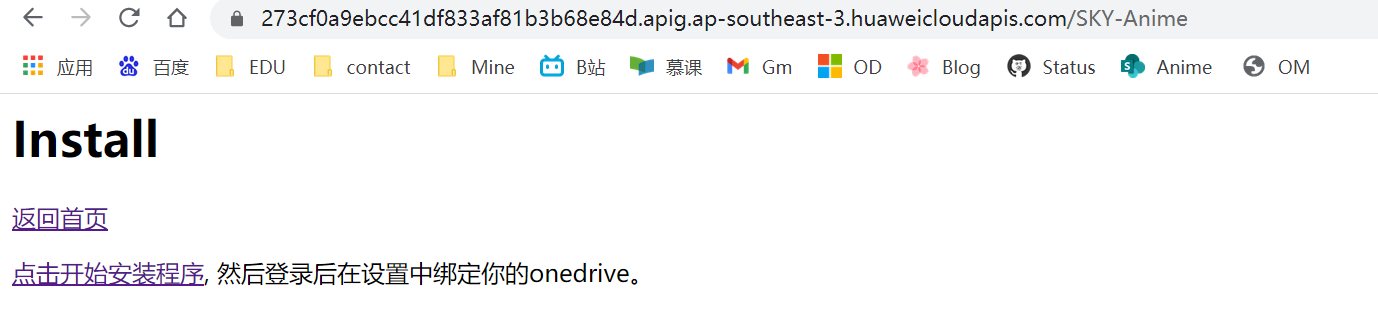 273cf0a9ebcc41df833af81b3b68e84d.apig.ap-southeast-3.huaweicloudapis.com/SKY-Anime
应用 百度 EDU contact Mine B站 慕课 Gm OD Blog Status Anime OM
Install
返回首页
点击开始安装程序, 然后登录后在设置中绑定你的onedrive。